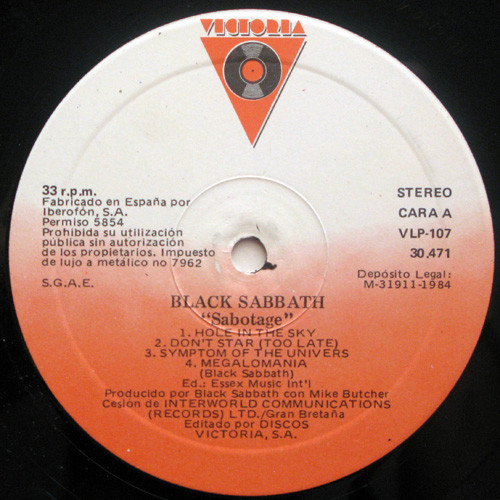 VICTORIA
33 r.p.m.
Fabricado en España por
Iberofón, S.A.
Permiso 5854
Prohibida su utilización
pública sin autorización
de los propietarios. Impuesto
de lujo a metálico nº 7962
S.G.A.E.
STEREO
CARA A
VLP-107
30.471
Depósito Legal:
M-31911-1984
BLACK SABBATH
"Sabotage"
1. HOLE IN THE SKY
2. DON'T STAR (TOO LATE)
3. SYMPTOM OF THE UNIVERS
4. MEGALOMANIA
(Black Sabbath)
Ed.: Essex Music Int'l
Producido por Black Sabbath con Mike Butcher
Cesión de INTERWORLD COMMUNICATIONS
(RECORDS) LTD./Gran Bretaña
Editado por DISCOS
VICTORIA, S.A.